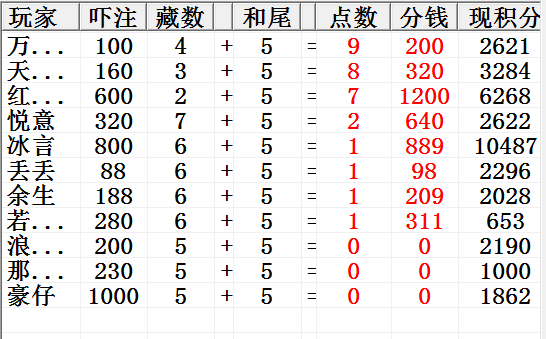 玩家 吓注 藏数 和尾 点数 分钱 现积分
万... 100 4 + 5 = 9 200 2621
天... 160 3 + 5 = 8 320 3284
红... 600 2 + 5 = 7 1200 6268
悦意 320 7 + 5 = 2 640 2622
冰言 800 6 + 5 = 1 889 10487
丢丢 88 6 + 5 = 1 98 2296
余生 188 6 + 5 = 1 209 2028
若... 280 6 + 5 = 1 311 653
浪... 200 5 + 5 = 0 0 2190
那... 230 5 + 5 = 0 0 1000
豪仔 1000 5 + 5 = 0 0 1862